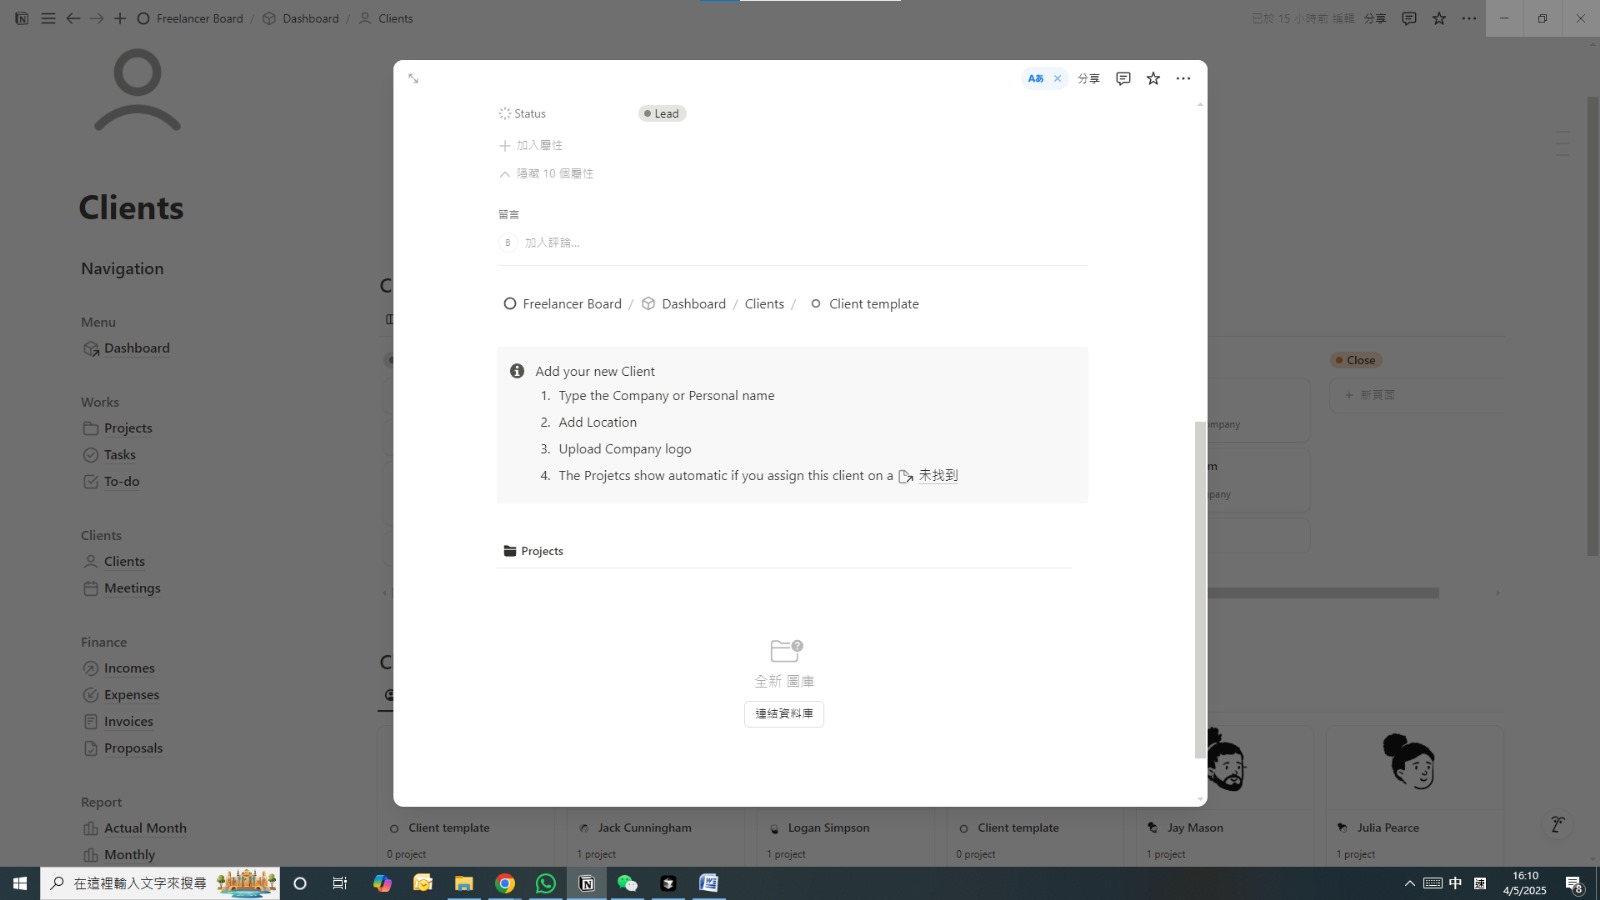 Freelancer Board / Dashboard / Clients
已於 15 小時前 編輯 分享
Clients
Navigation
Menu
Dashboard
Works
Projects
Tasks
To-do
Clients
Clients
Meetings
Finance
Incomes
Expenses
Invoices
Proposals
Report
Actual Month
Monthly
Aあ × 分享
Status Lead
加入屬性
隱藏 10 個屬性
留言
B 加入評論...
Freelancer Board / Dashboard / Clients / Client template
Add your new Client
1. Type the Company or Personal name
2. Add Location
3. Upload Company logo
4. The Projetcs show automatic if you assign this client on a 未找到
Projects
全新 圖庫
連結資料庫
Close
+ 新頁面
Client template
0 project
Jack Cunningham
1 project
Logan Simpson
1 project
Client template
0 project
Jay Mason
1 project
Julia Pearce
1 project
在這裡輸入文字來搜尋
中
16:10
4/5/2025
8